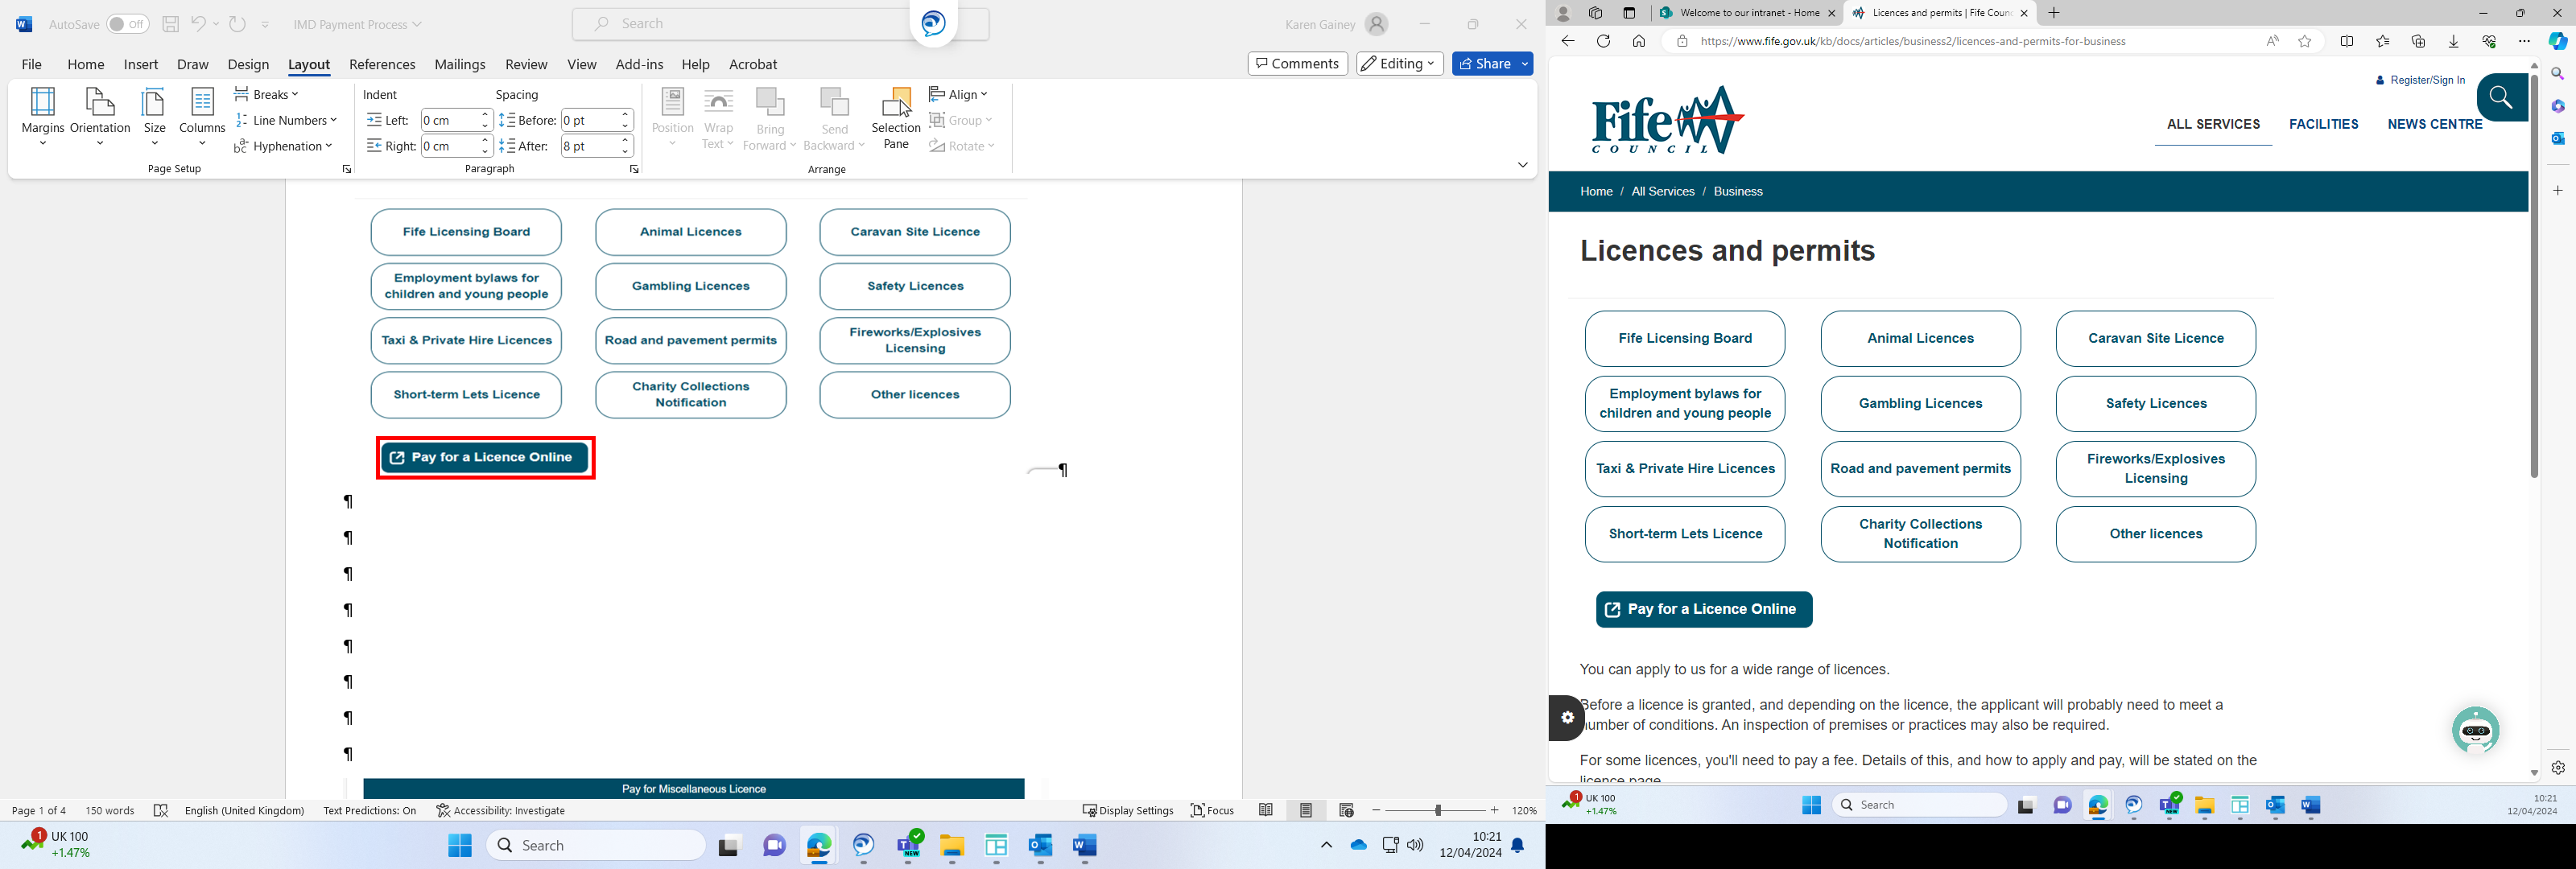 AutoSave Off
IMD Payment Process
Search
Karen Gainey
File Home Insert Draw Design Layout References Mailings Review View Add-ins Help Acrobat
Comments Editing Share
Margins
Orientation
Size
Columns
Breaks
Line Numbers
Hyphenation
Page Setup
Indent
Spacing
Left: 0 cm
Before: 0 pt
Right: 0 cm
After: 8 pt
Paragraph
Position
Wrap
Text
Bring
Forward
Send
Backward
Selection
Pane
Align
Group
Rotate
Arrange
Fife Licensing Board
Animal Licences
Caravan Site Licence
Employment bylaws for
children and young people
Gambling Licences
Safety Licences
Taxi & Private Hire Licences
Road and pavement permits
Fireworks/Explosives
Licensing
Short-term Lets Licence
Charity Collections
Notification
Other licences
Pay for a Licence Online
¶
¶
¶
¶
¶
¶
¶
¶
¶
Pay for Miscellaneous Licence
Page 1 of 4 150 words English (United Kingdom) Text Predictions: On Accessibility: Investigate
Display Settings Focus 120%
1
UK 100
+1.47%
Search
NEW
10:21
12/04/2024
Welcome to our intranet - Home
Licences and permits | Fife Counc
https://www.fife.gov.uk/kb/docs/articles/business2/licences-and-permits-for-business
Fife
COUNCIL
Register/Sign In
ALL SERVICES FACILITIES NEWS CENTRE
Home / All Services / Business
Licences and permits
Fife Licensing Board
Animal Licences
Caravan Site Licence
Employment bylaws for
children and young people
Gambling Licences
Safety Licences
Taxi & Private Hire Licences
Road and pavement permits
Fireworks/Explosives
Licensing
Short-term Lets Licence
Charity Collections
Notification
Other licences
Pay for a Licence Online
You can apply to us for a wide range of licences.
Before a licence is granted, and depending on the licence, the applicant will probably need to meet a
number of conditions. An inspection of premises or practices may also be required.
For some licences, you'll need to pay a fee. Details of this, and how to apply and pay, will be stated on the
licence page
1
UK 100
+1.47%
Search
NEW
10:21
12/04/2024